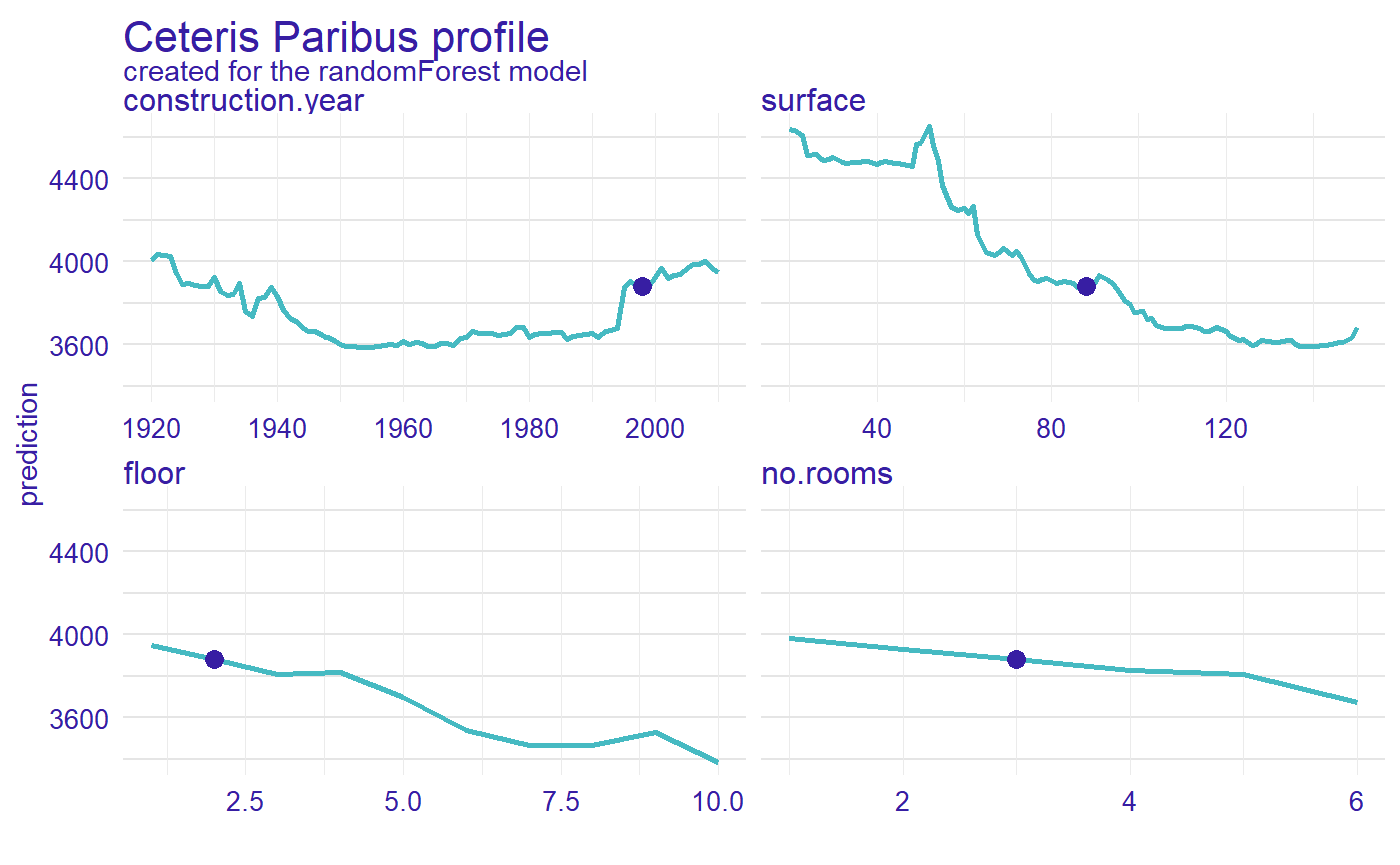 Ceteris Paribus profile
created for the randomForest model
construction.year
surface
4400
4000
3600
1920 1940 1960 1980 2000
40 80 120
prediction
floor
no.rooms
4400
4000
3600
2.5 5.0 7.5 10.0
2 4 6